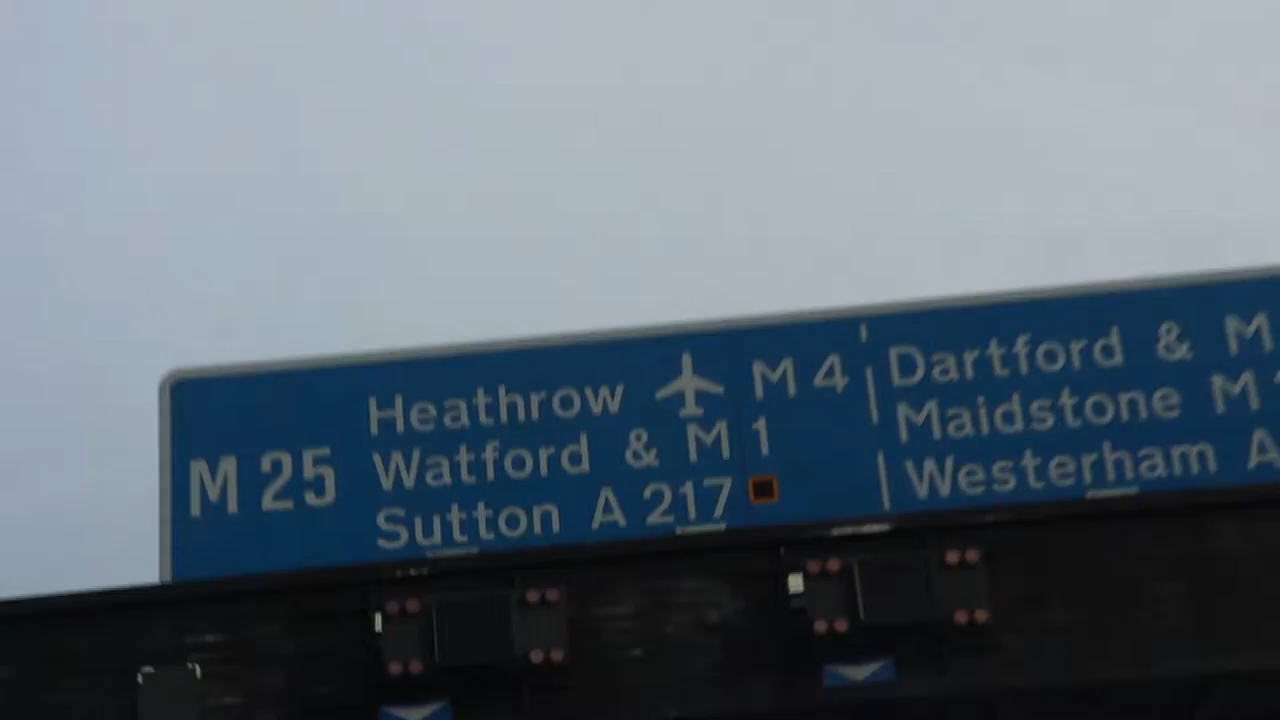 M 25
Heathrow M 4
Watford & M 1
Sutton A 217
Dartford & M
Maidstone M
Westerham A